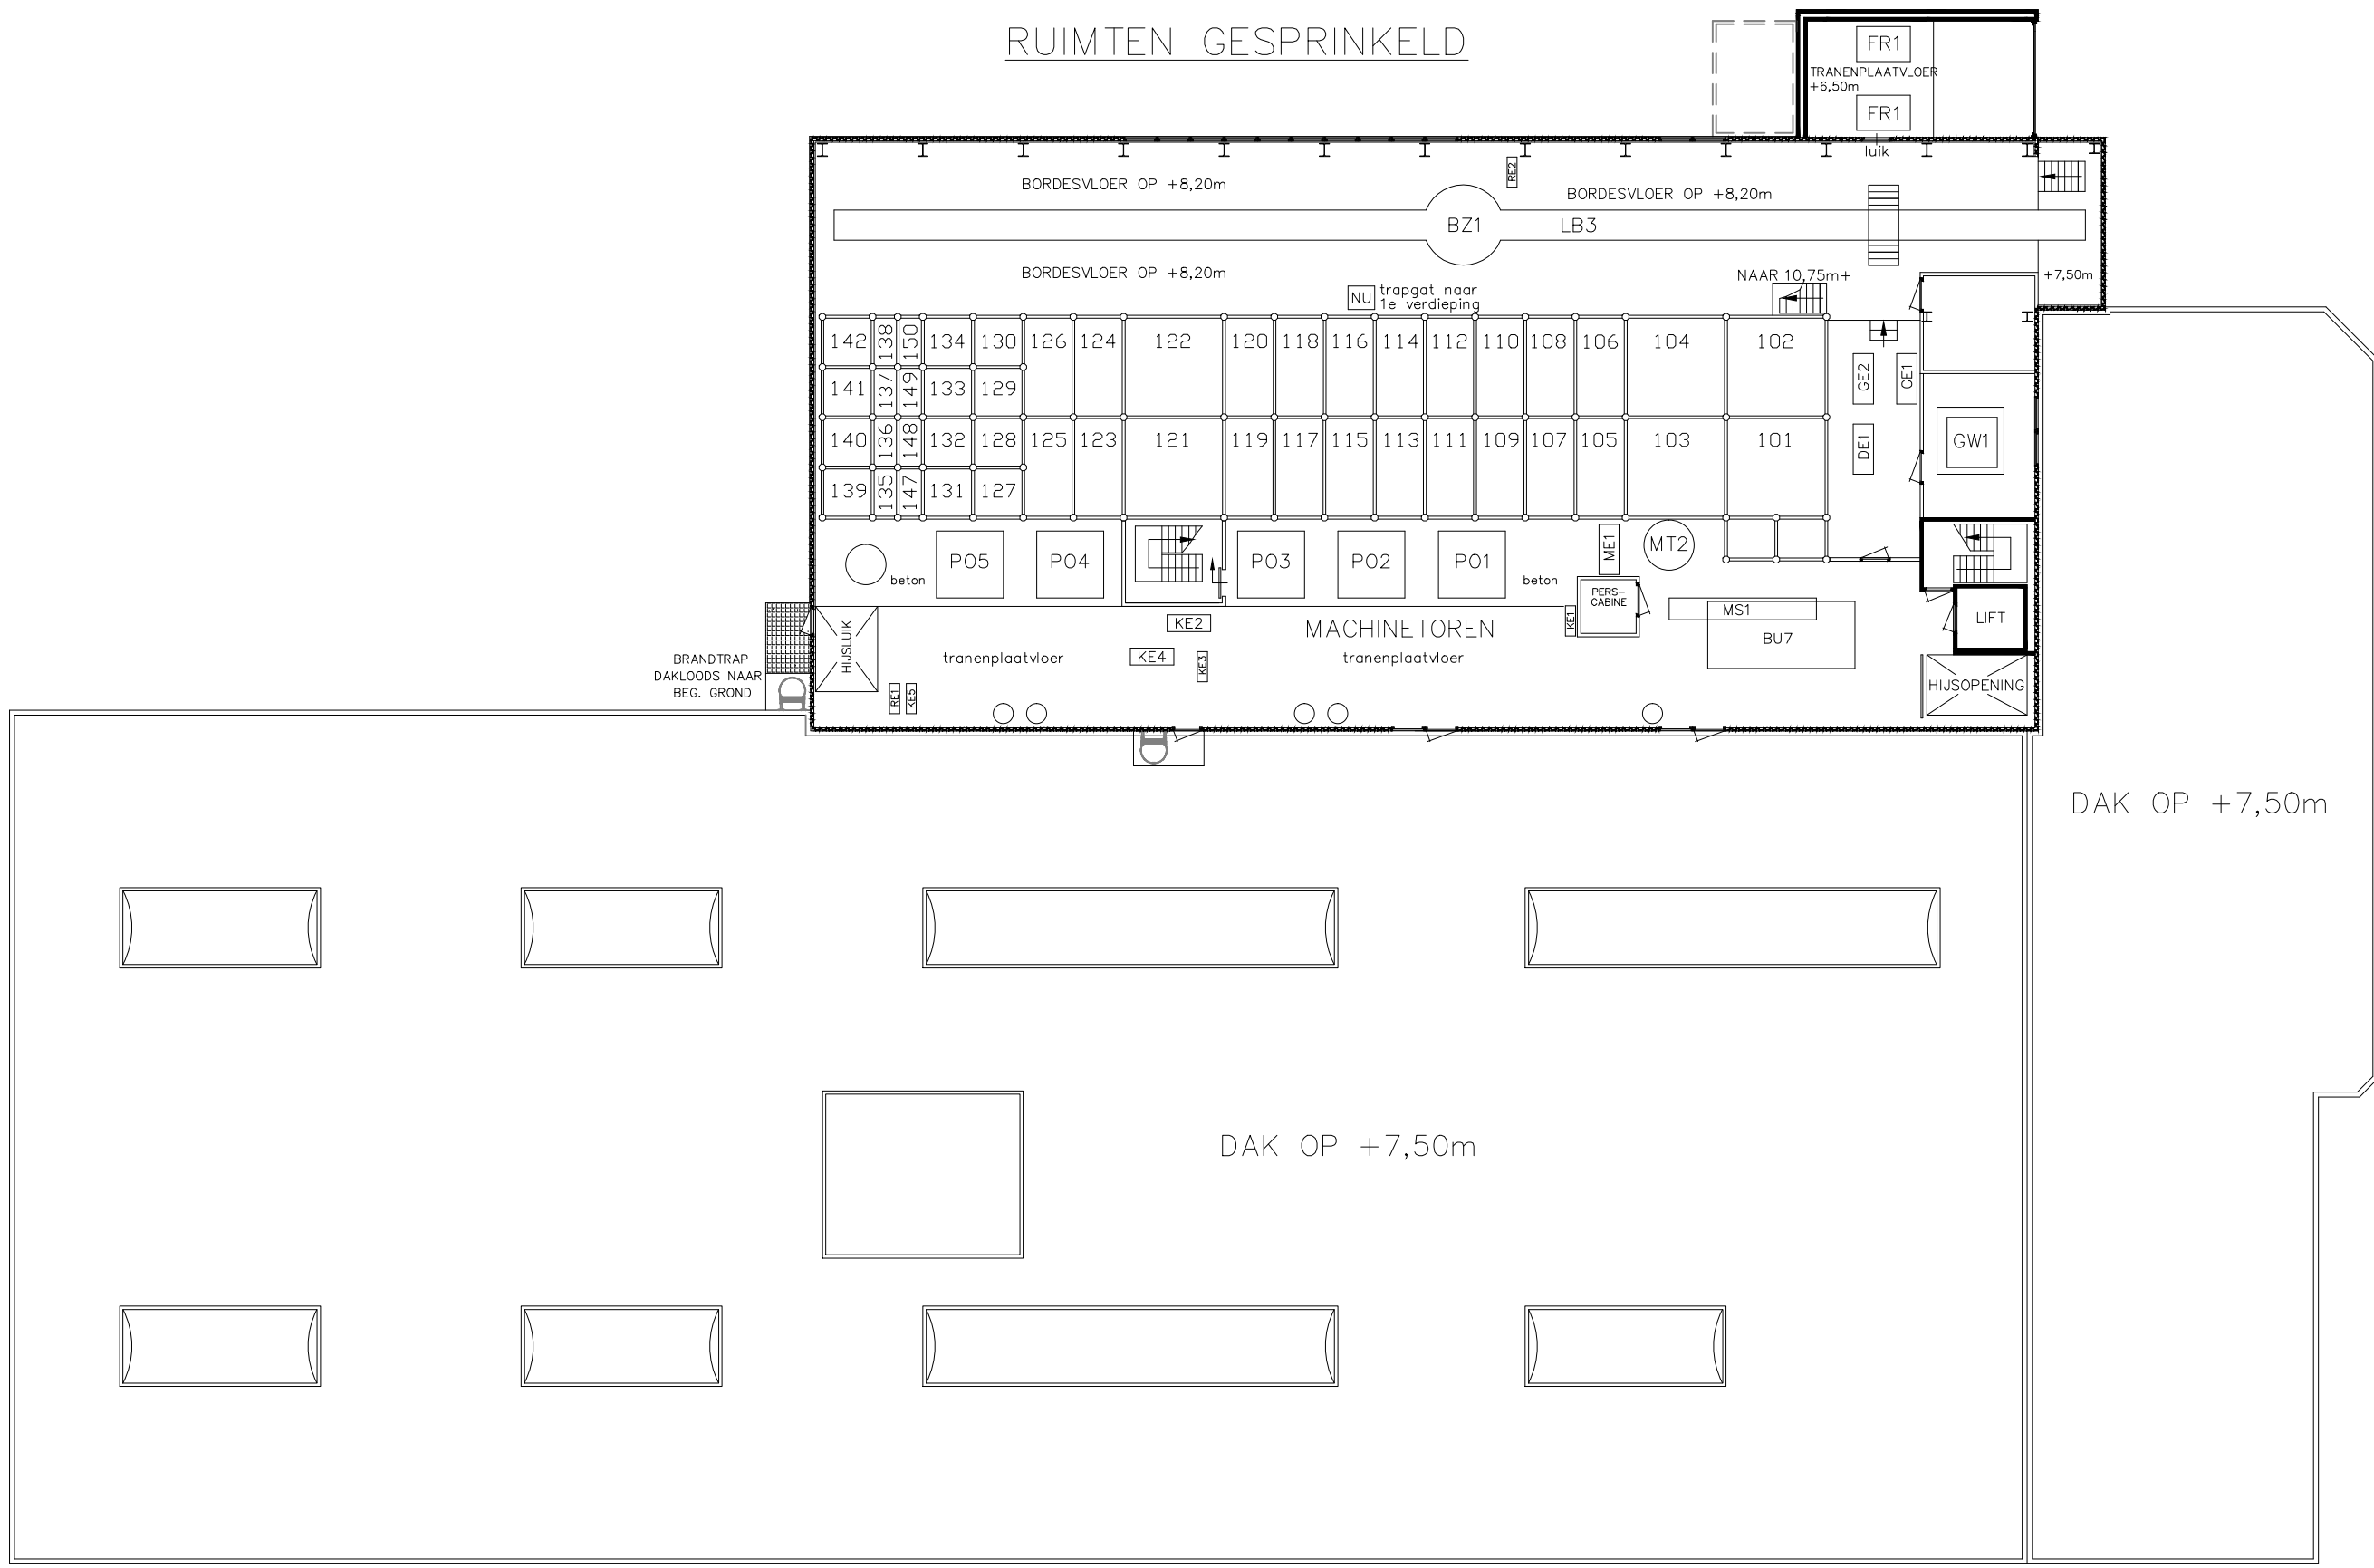 RUIMTEN GESPRINKELD
FR1
TRANENPLAATVLOER
+6,50m
FR1
luik
RE2
BORDESVLOER OP +8,20m
BORDESVLOER OP +8,20m
BZ1
LB3
BORDESVLOER OP +8,20m
NAAR 10,75m+
+7,50m
NU
trapgat naar
1e verdieping
142 138 150 134 130 126 124 122 120 118 116 114 112 110 108 106 104 102
141 137 149 133 129
GE2
GE1
140 136 148 132 128 125 123 121 119 117 115 113 111 109 107 105 103 101
DE1
GW1
139 135 147 131 127
PO5
PO4
PO3
PO2
PO1
ME1
MT2
beton
beton
PERS-
CABINE
MS1
LIFT
KE2
KE1
MACHINETOREN
BU7
HIJSLUIK
tranenplaatvloer
KE4
KE3
tranenplaatvloer
BRANDTRAP
DAKLOODS NAAR
BEG. GROND
RE1
KE5
HIJSOPENING
DAK OP +7,50m
DAK OP +7,50m